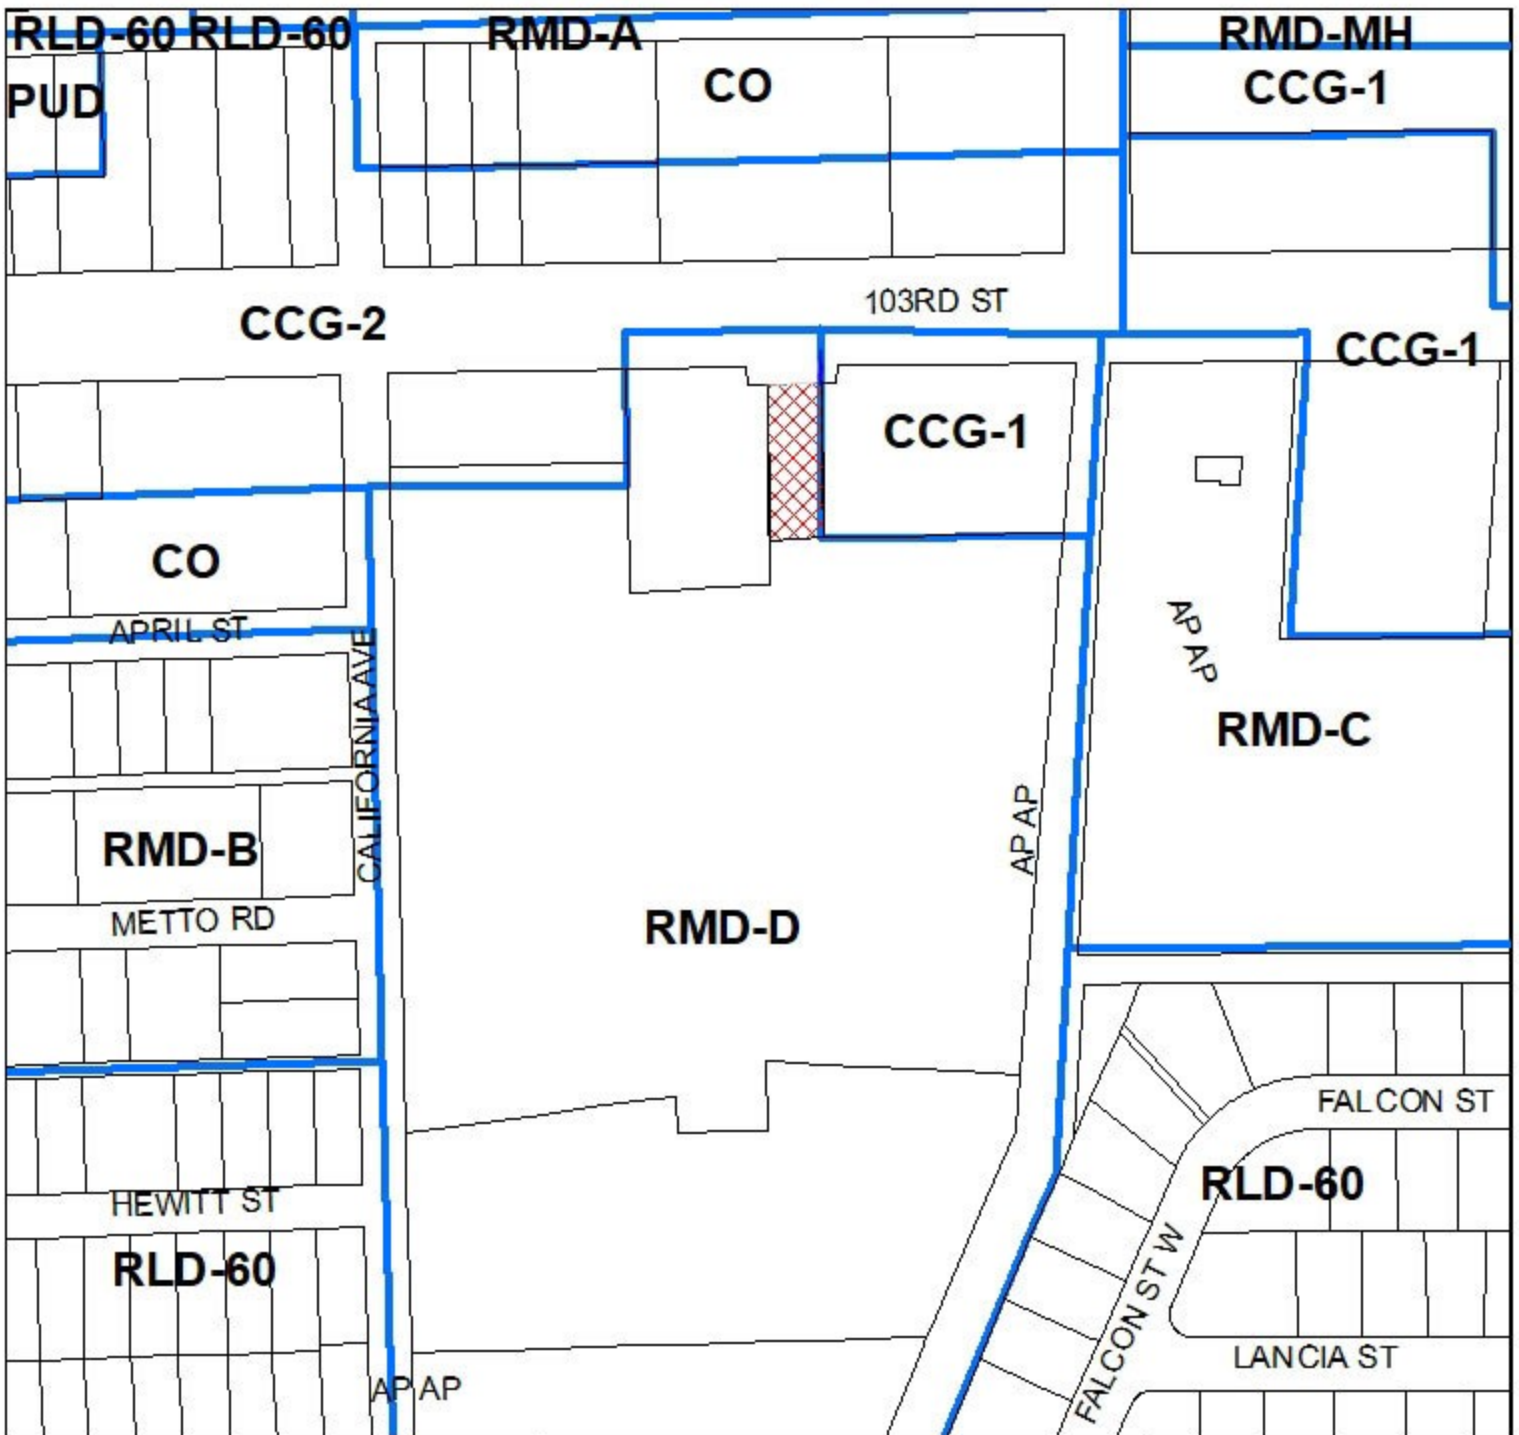 RLD-60 RLD-60 RMD-A RMD-MH
PUD CO CCG-1
103RD ST
CCG-2
CCG-1
CCG-1
CO
APRIL ST
CALIFORNIA AVE
AP AP
RMD-C
AP AP
RMD-B
METTO RD
RMD-D
FALCON ST
RLD-60
HEWITT ST
RLD-60
FALCON ST W
LANCIA ST
AP AP